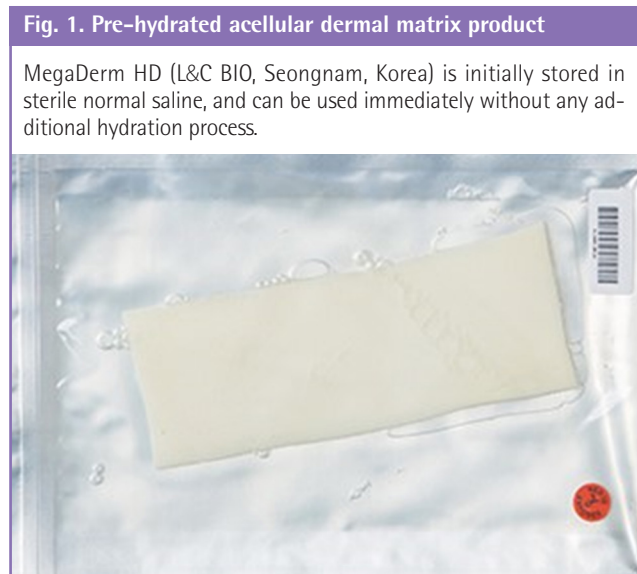 Fig. 1. Pre-hydrated acellular dermal matrix product
MegaDerm HD (L&C BIO, Seongnam, Korea) is initially stored in
sterile normal saline, and can be used immediately without any ad-
ditional hydration process.